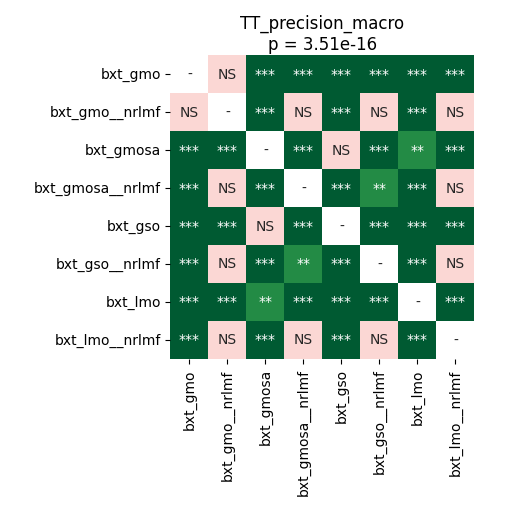 TT_precision_macro
p = 3.51e-16
bxt_gmo - NS *** *** *** *** *** ***
bxt_gmo__nrlmf NS - *** NS *** NS *** NS
bxt_gmosa *** *** - *** NS *** ** ***
bxt_gmosa__nrlmf *** NS *** - *** ** *** NS
bxt_gso *** *** NS *** - *** *** ***
bxt_gso__nrlmf *** NS *** ** *** - *** NS
bxt_lmo *** *** ** *** *** *** - ***
bxt_lmo__nrlmf *** NS *** NS *** NS *** -
bxt_gmo
bxt_gmo__nrlmf
bxt_gmosa
bxt_gmosa__nrlmf
bxt_gso
bxt_gso__nrlmf
bxt_lmo
bxt_lmo__nrlmf